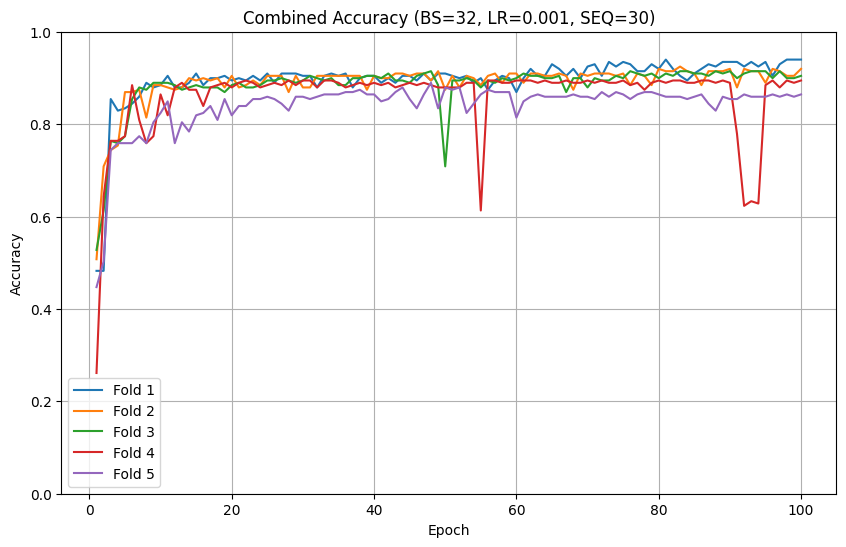 Combined Accuracy (BS=32, LR=0.001, SEQ=30)
1.0
0.8
0.6
0.4
0.2
0.0
Accuracy
Fold 1
Fold 2
Fold 3
Fold 4
Fold 5
0 20 40 60 80 100
Epoch